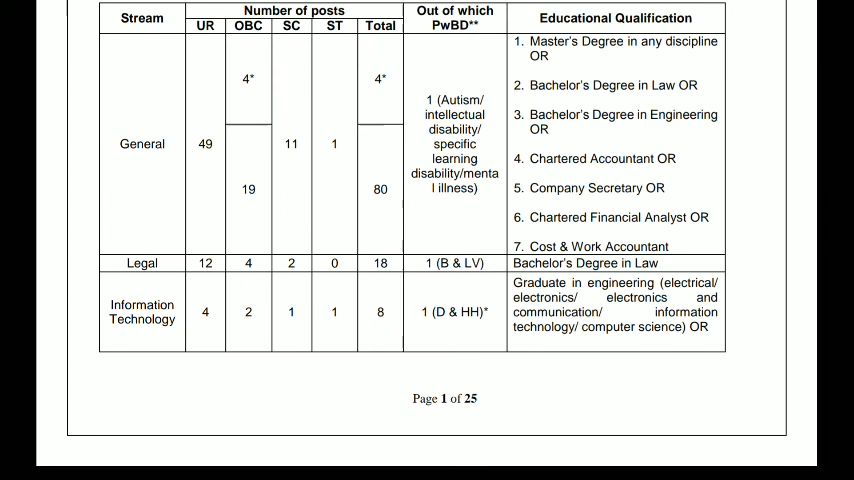 Stream
Number of posts
Out of which
PwBD**
Educational Qualification
UR OBC SC ST Total
General
49
4*
19
11
1
4*
80
1 (Autism/
intellectual
disability/
specific
learning
disability/menta
l illness)
1. Master's Degree in any discipline
OR
2. Bachelor's Degree in Law OR
3. Bachelor's Degree in Engineering
OR
4. Chartered Accountant OR
5. Company Secretary OR
6. Chartered Financial Analyst OR
7. Cost & Work Accountant
Legal 12 4 2 0 18 1 (B & LV) Bachelor's Degree in Law
Information
Technology
4 2 1 1 8 1 (D & HH)*
Graduate in engineering (electrical/
electronics/ electronics and
communication/ information
technology/ computer science) OR
Page 1 of 25